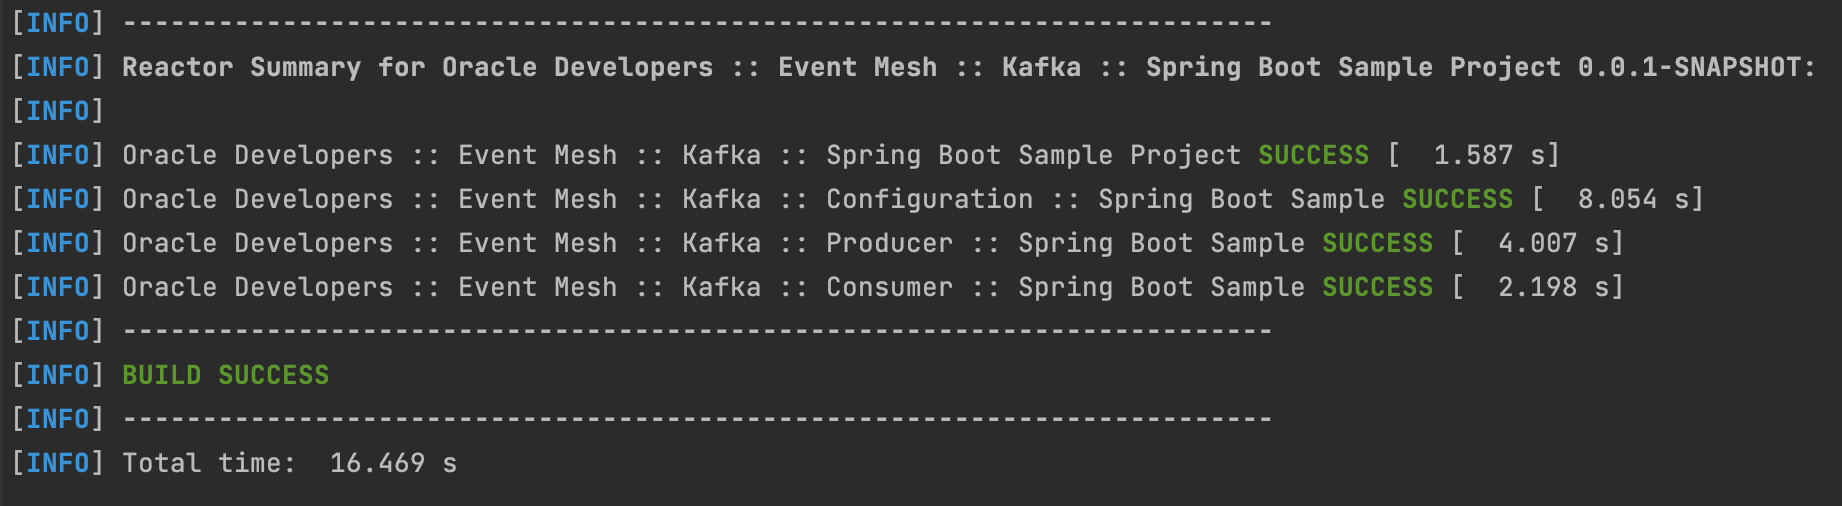 [INFO] ------------------------------------------------------------------------
[INFO] Reactor Summary for Oracle Developers :: Event Mesh :: Kafka :: Spring Boot Sample Project 0.0.1-SNAPSHOT:
[INFO]
[INFO] Oracle Developers :: Event Mesh :: Kafka :: Spring Boot Sample Project SUCCESS [  1.587 s]
[INFO] Oracle Developers :: Event Mesh :: Kafka :: Configuration :: Spring Boot Sample SUCCESS [  8.054 s]
[INFO] Oracle Developers :: Event Mesh :: Kafka :: Producer :: Spring Boot Sample SUCCESS [  4.007 s]
[INFO] Oracle Developers :: Event Mesh :: Kafka :: Consumer :: Spring Boot Sample SUCCESS [  2.198 s]
[INFO] ------------------------------------------------------------------------
[INFO] BUILD SUCCESS
[INFO] ------------------------------------------------------------------------
[INFO] Total time:  16.469 s